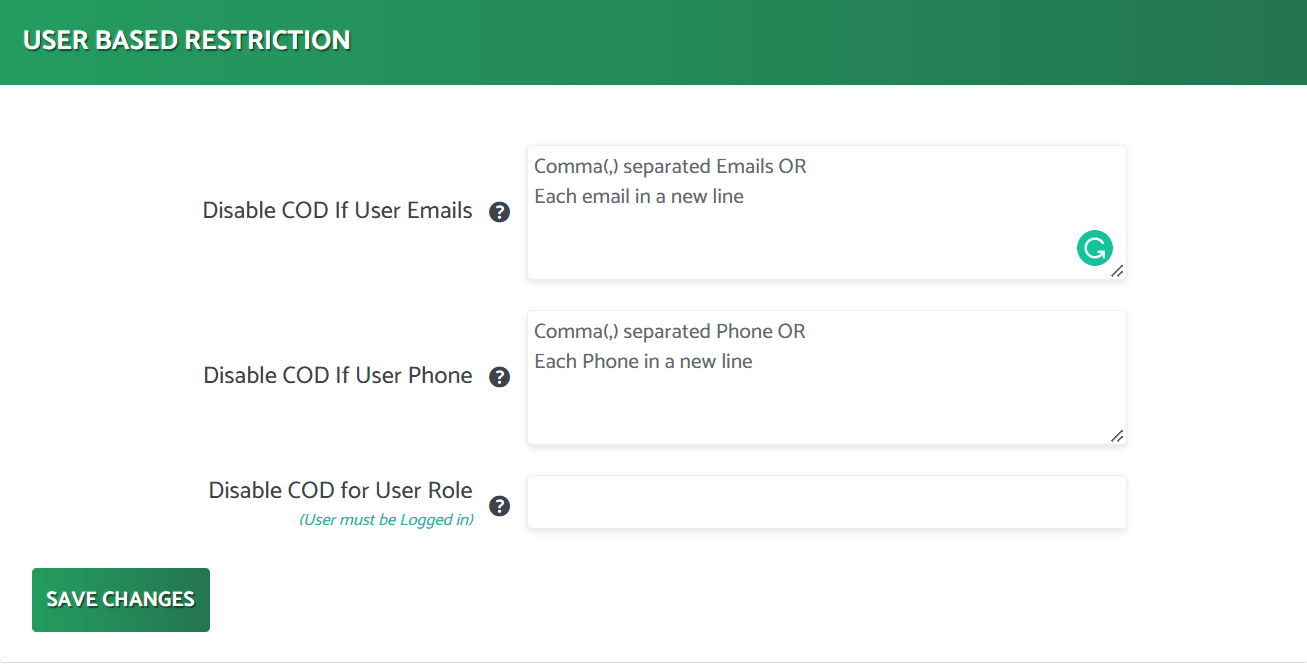 USER BASED RESTRICTION
Disable COD If User Emails
?
Comma(,) separated Emails OR
Each email in a new line
Disable COD If User Phone
?
Comma(,) separated Phone OR
Each Phone in a new line
Disable COD for User Role
(User must be Logged in)
?
SAVE CHANGES